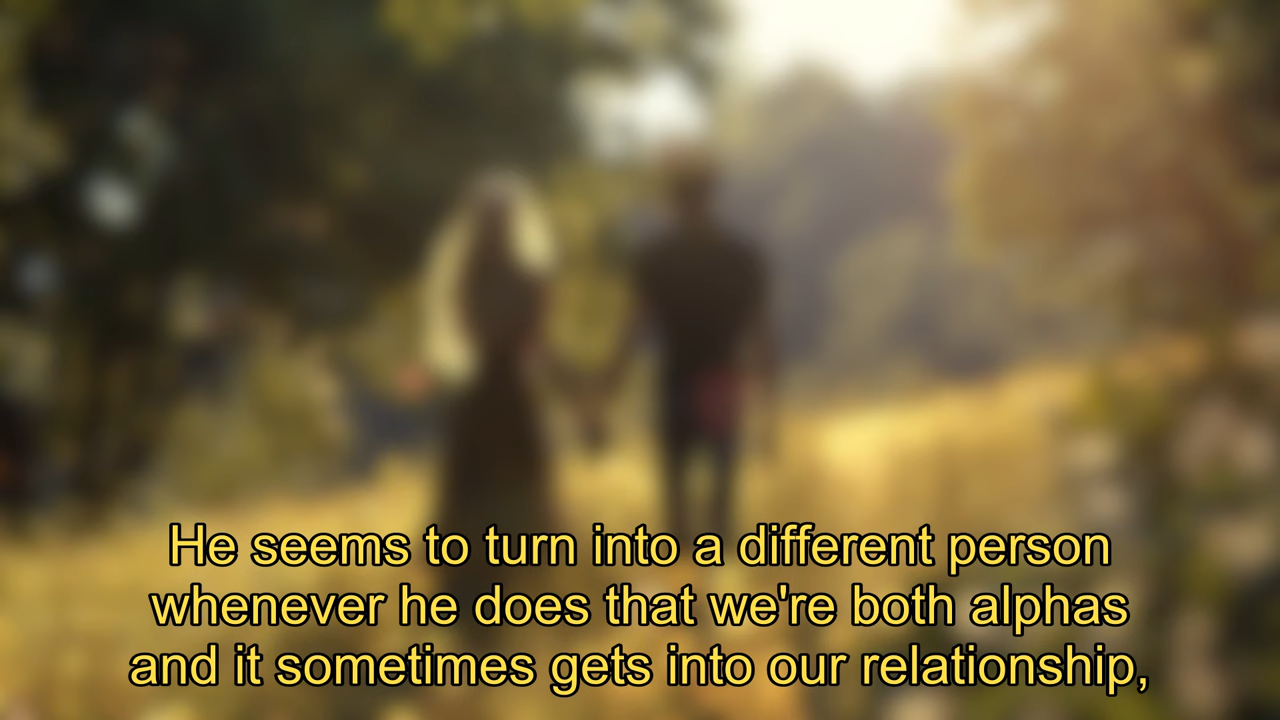 He seems to turn into a different person
whenever he does that we're both alphas
and it sometimes gets into our relationship,